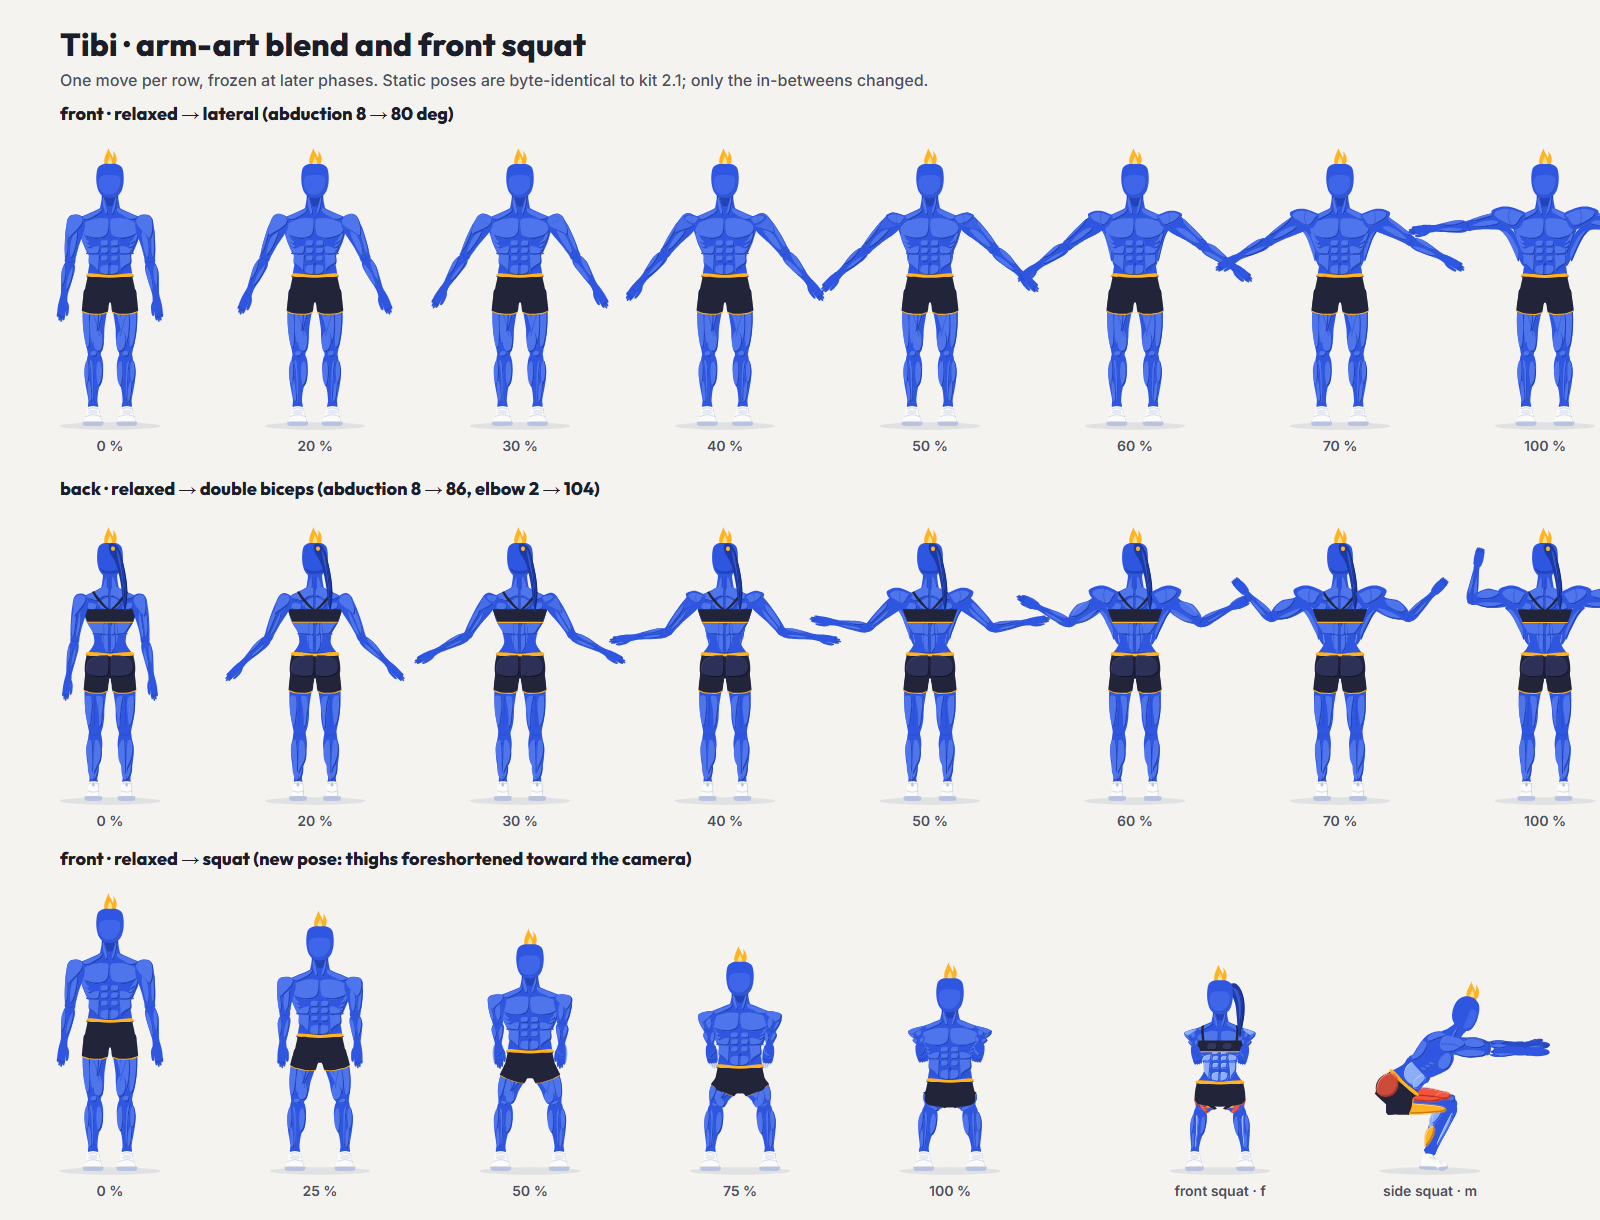 Tibi · arm-art blend and front squat
One move per row, frozen at later phases. Static poses are byte-identical to kit 2.1; only the in-betweens changed.
front · relaxed → lateral (abduction 8 → 80 deg)
0 % 20 % 30 % 40 % 50 % 60 % 70 % 100 %
back · relaxed → double biceps (abduction 8 → 86, elbow 2 → 104)
0 % 20 % 30 % 40 % 50 % 60 % 70 % 100 %
front · relaxed → squat (new pose: thighs foreshortened toward the camera)
0 % 25 % 50 % 75 % 100 % front squat · f side squat · m